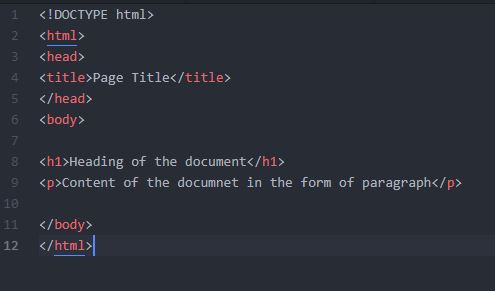 1 <!DOCTYPE html>
2 <html>
3 <head>
4 <title>Page Title</title>
5 </head>
6 <body>
7
8 <h1>Heading of the document</h1>
9 <p>Content of the documnet in the form of paragraph</p>
10
11 </body>
12 </html>